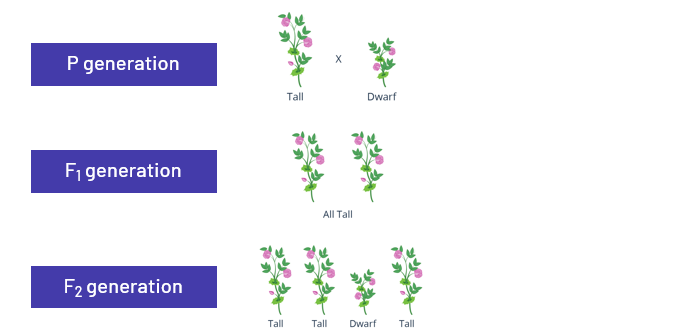 P generation
X
Tall Dwarf
F₁ generation
All Tall
F₂ generation
Tall Tall Dwarf Tall